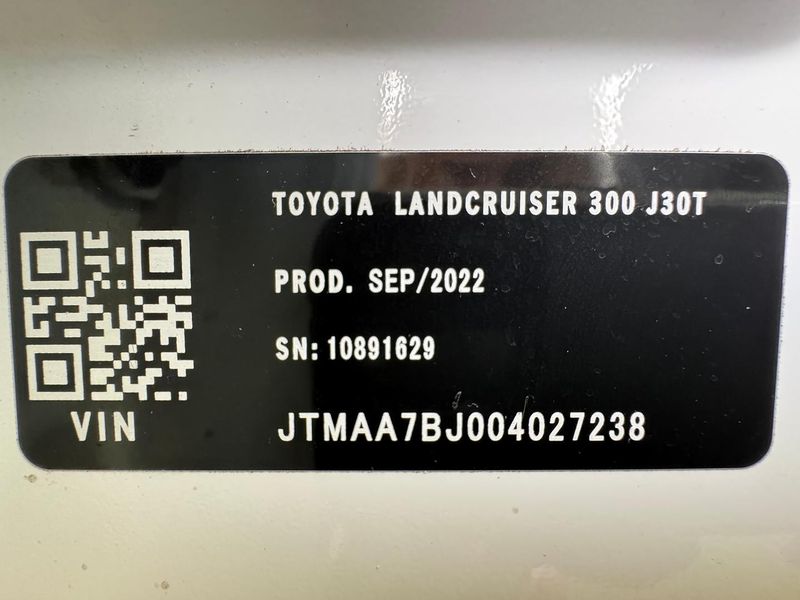 TOYOTA LANDCRUISER 300 J30T
PROD. SEP/2022
SN: 10891629
VIN
JTMAA7BJ004027238